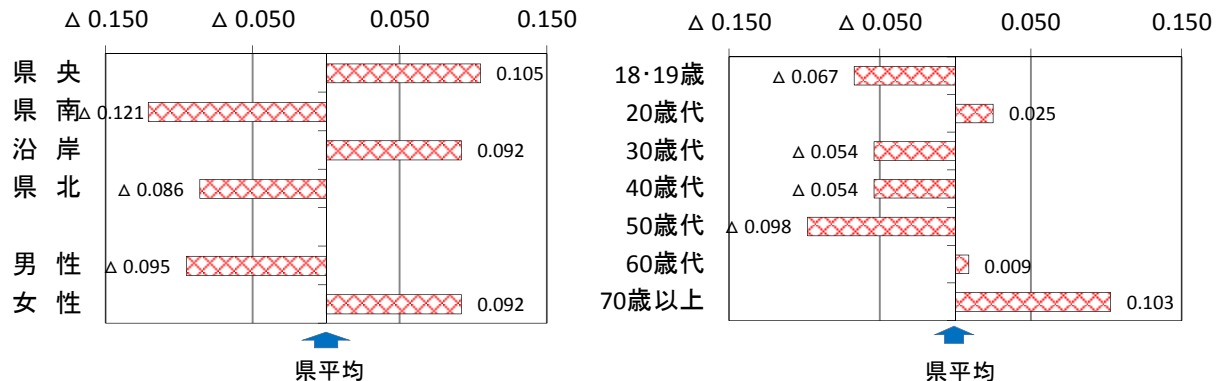 △ 0.150 △ 0.050 0.050 0.150
県 央 0.105
県 南 △ 0.121
沿 岸 0.092
県 北 △ 0.086
男 性 △ 0.095
女 性 0.092
県平均
△ 0.150 △ 0.050 0.050 0.150
18･19歳 △ 0.067
20歳代 0.025
30歳代 △ 0.054
40歳代 △ 0.054
50歳代 △ 0.098
60歳代 0.009
70歳以上 0.103
県平均